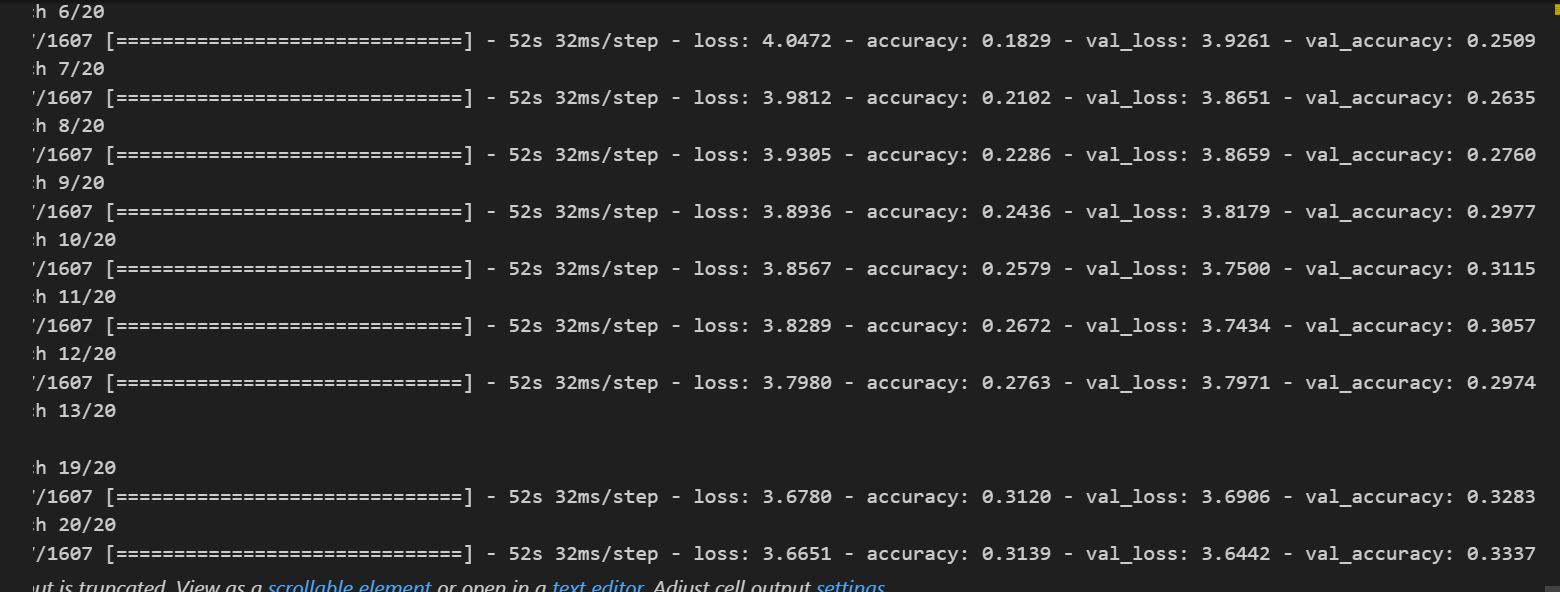 h 6/20
/1607 [==============================] - 52s 32ms/step - loss: 4.0472 - accuracy: 0.1829 - val_loss: 3.9261 - val_accuracy: 0.2509
h 7/20
/1607 [==============================] - 52s 32ms/step - loss: 3.9812 - accuracy: 0.2102 - val_loss: 3.8651 - val_accuracy: 0.2635
h 8/20
/1607 [==============================] - 52s 32ms/step - loss: 3.9305 - accuracy: 0.2286 - val_loss: 3.8659 - val_accuracy: 0.2760
h 9/20
/1607 [==============================] - 52s 32ms/step - loss: 3.8936 - accuracy: 0.2436 - val_loss: 3.8179 - val_accuracy: 0.2977
h 10/20
/1607 [==============================] - 52s 32ms/step - loss: 3.8567 - accuracy: 0.2579 - val_loss: 3.7500 - val_accuracy: 0.3115
h 11/20
/1607 [==============================] - 52s 32ms/step - loss: 3.8289 - accuracy: 0.2672 - val_loss: 3.7434 - val_accuracy: 0.3057
h 12/20
/1607 [==============================] - 52s 32ms/step - loss: 3.7980 - accuracy: 0.2763 - val_loss: 3.7971 - val_accuracy: 0.2974
h 13/20
h 19/20
/1607 [==============================] - 52s 32ms/step - loss: 3.6780 - accuracy: 0.3120 - val_loss: 3.6906 - val_accuracy: 0.3283
h 20/20
/1607 [==============================] - 52s 32ms/step - loss: 3.6651 - accuracy: 0.3139 - val_loss: 3.6442 - val_accuracy: 0.3337
ut is truncated. View as a scrollable element or open in a text editor. Adjust cell output settings